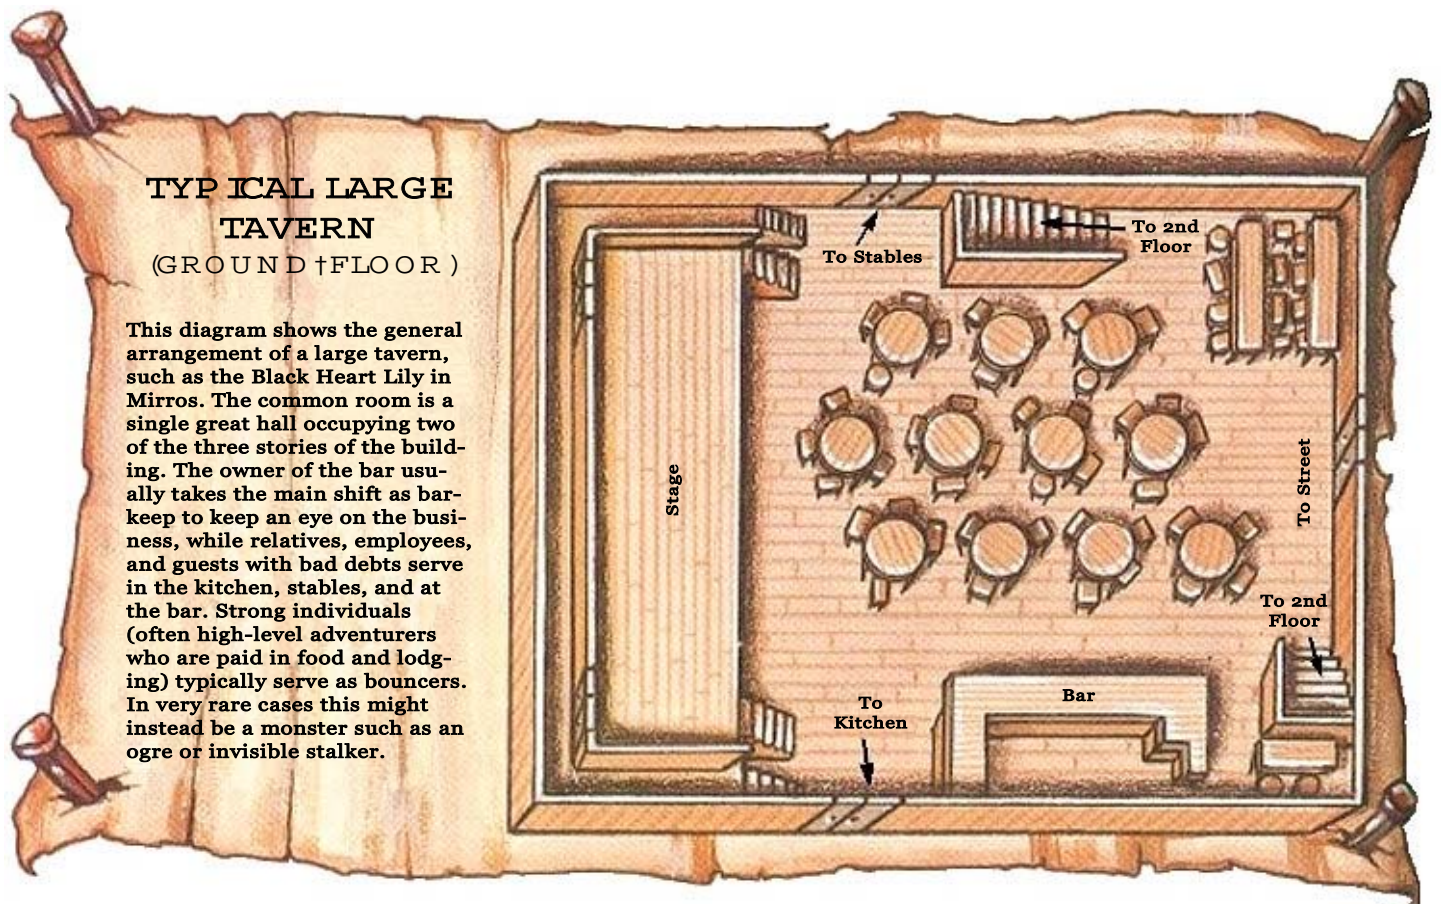 TYPICAL LARGE
TAVERN
(GROUND†FLOOR)
This diagram shows the general
arrangement of a large tavern,
such as the Black Heart Lily in
Mirros. The common room is a
single great hall occupying two
of the three stories of the build-
ing. The owner of the bar usu-
ally takes the main shift as bar-
keep to keep an eye on the busi-
ness, while relatives, employees,
and guests with bad debts serve
in the kitchen, stables, and at
the bar. Strong individuals
(often high-level adventurers
who are paid in food and lodg-
ing) typically serve as bouncers.
In very rare cases this might
instead be a monster such as an
ogre or invisible stalker.
To Stables
To 2nd
Floor
Stage
To Street
To 2nd
Floor
To
Kitchen
Bar